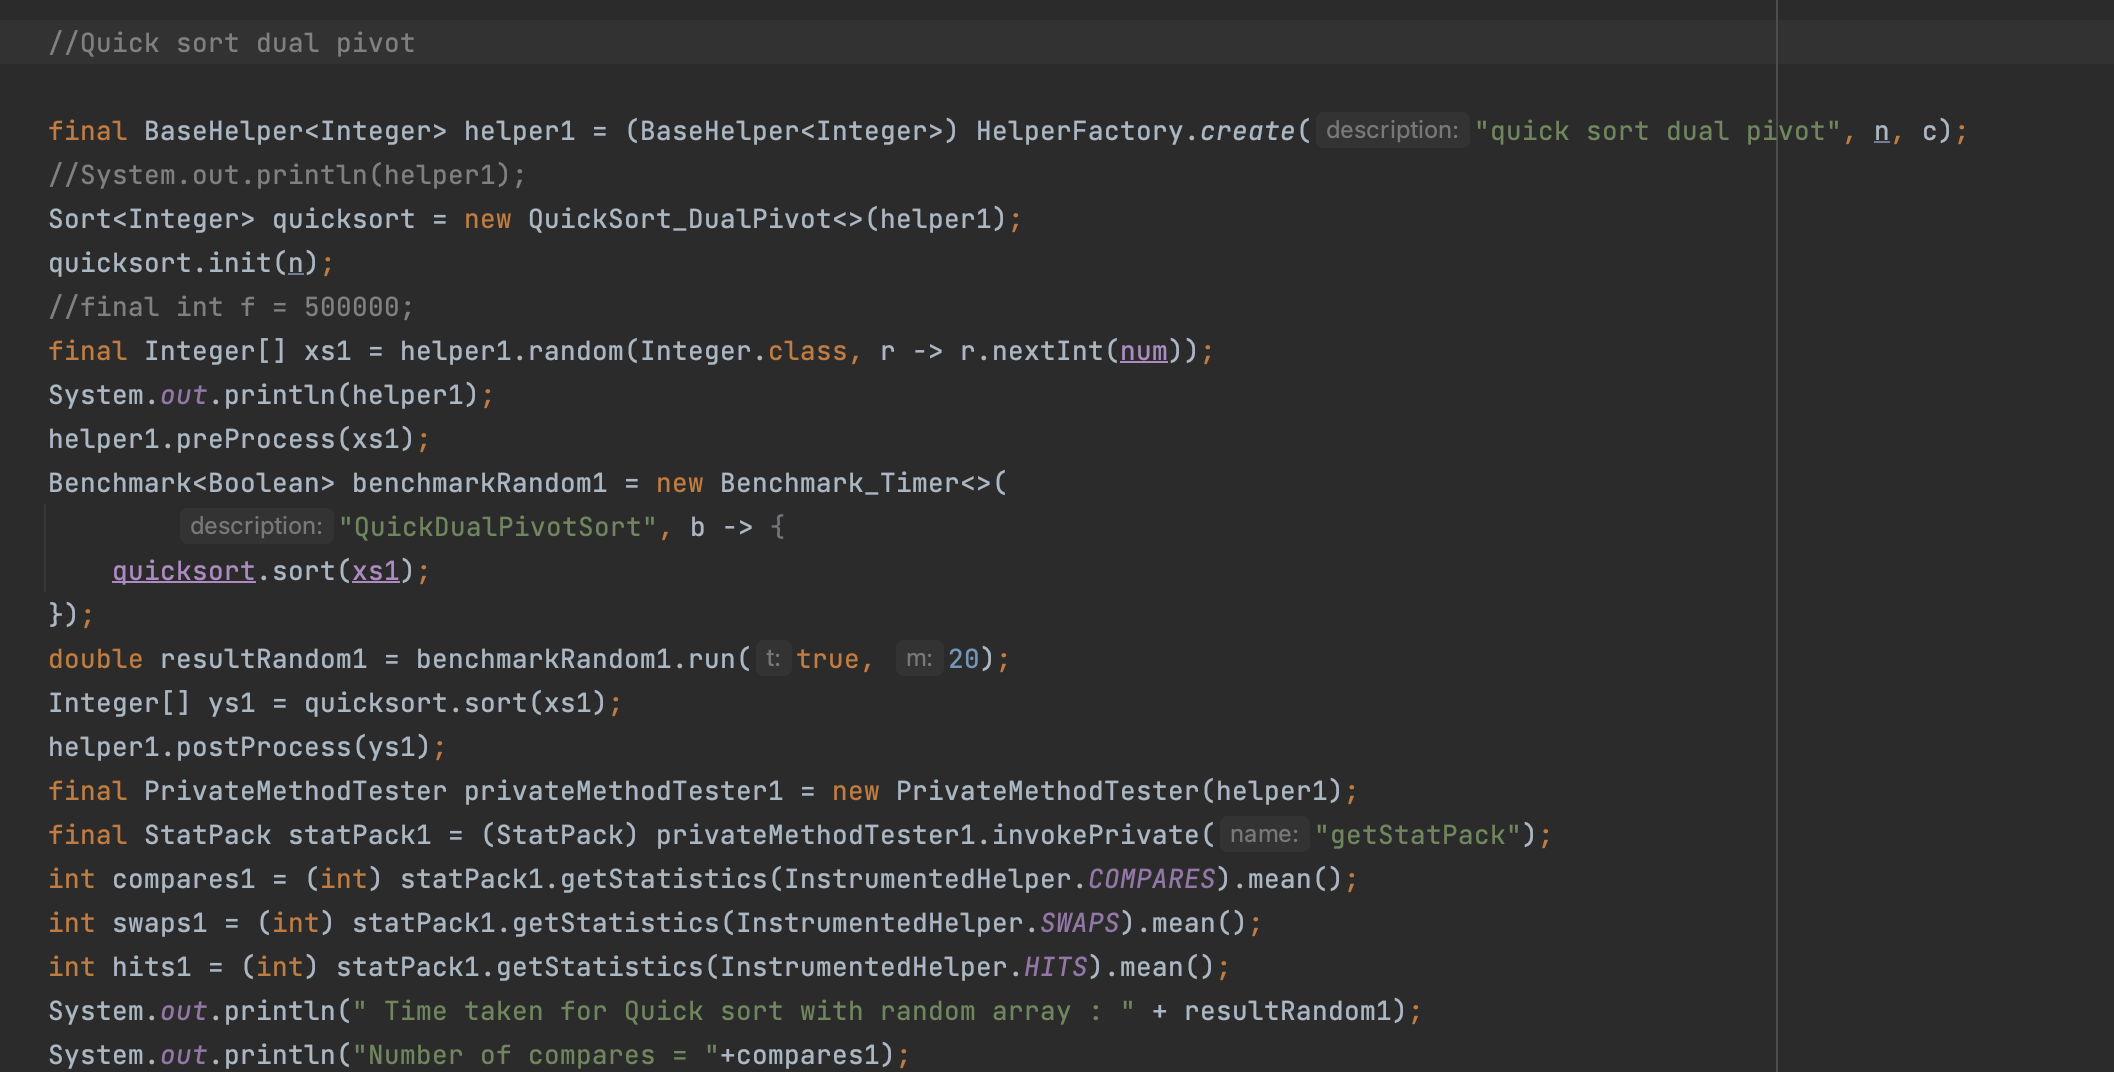 //Quick sort dual pivot
final BaseHelper<Integer> helper1 = (BaseHelper<Integer>) HelperFactory.create( description: "quick sort dual pivot", n, c);
//System.out.println(helper1);
Sort<Integer> quicksort = new QuickSort_DualPivot<>(helper1);
quicksort.init(n);
//final int f = 500000;
final Integer[] xs1 = helper1.random(Integer.class, r -> r.nextInt(num));
System.out.println(helper1);
helper1.preProcess(xs1);
Benchmark<Boolean> benchmarkRandom1 = new Benchmark_Timer<>(
description: "QuickDualPivotSort", b -> {
quicksort.sort(xs1);
});
double resultRandom1 = benchmarkRandom1.run( t: true, m: 20);
Integer[] ys1 = quicksort.sort(xs1);
helper1.postProcess(ys1);
final PrivateMethodTester privateMethodTester1 = new PrivateMethodTester(helper1);
final StatPack statPack1 = (StatPack) privateMethodTester1.invokePrivate( name: "getStatPack");
int compares1 = (int) statPack1.getStatistics(InstrumentedHelper.COMPARES).mean();
int swaps1 = (int) statPack1.getStatistics(InstrumentedHelper.SWAPS).mean();
int hits1 = (int) statPack1.getStatistics(InstrumentedHelper.HITS).mean();
System.out.println(" Time taken for Quick sort with random array : " + resultRandom1);
System.out.println("Number of compares = "+compares1);